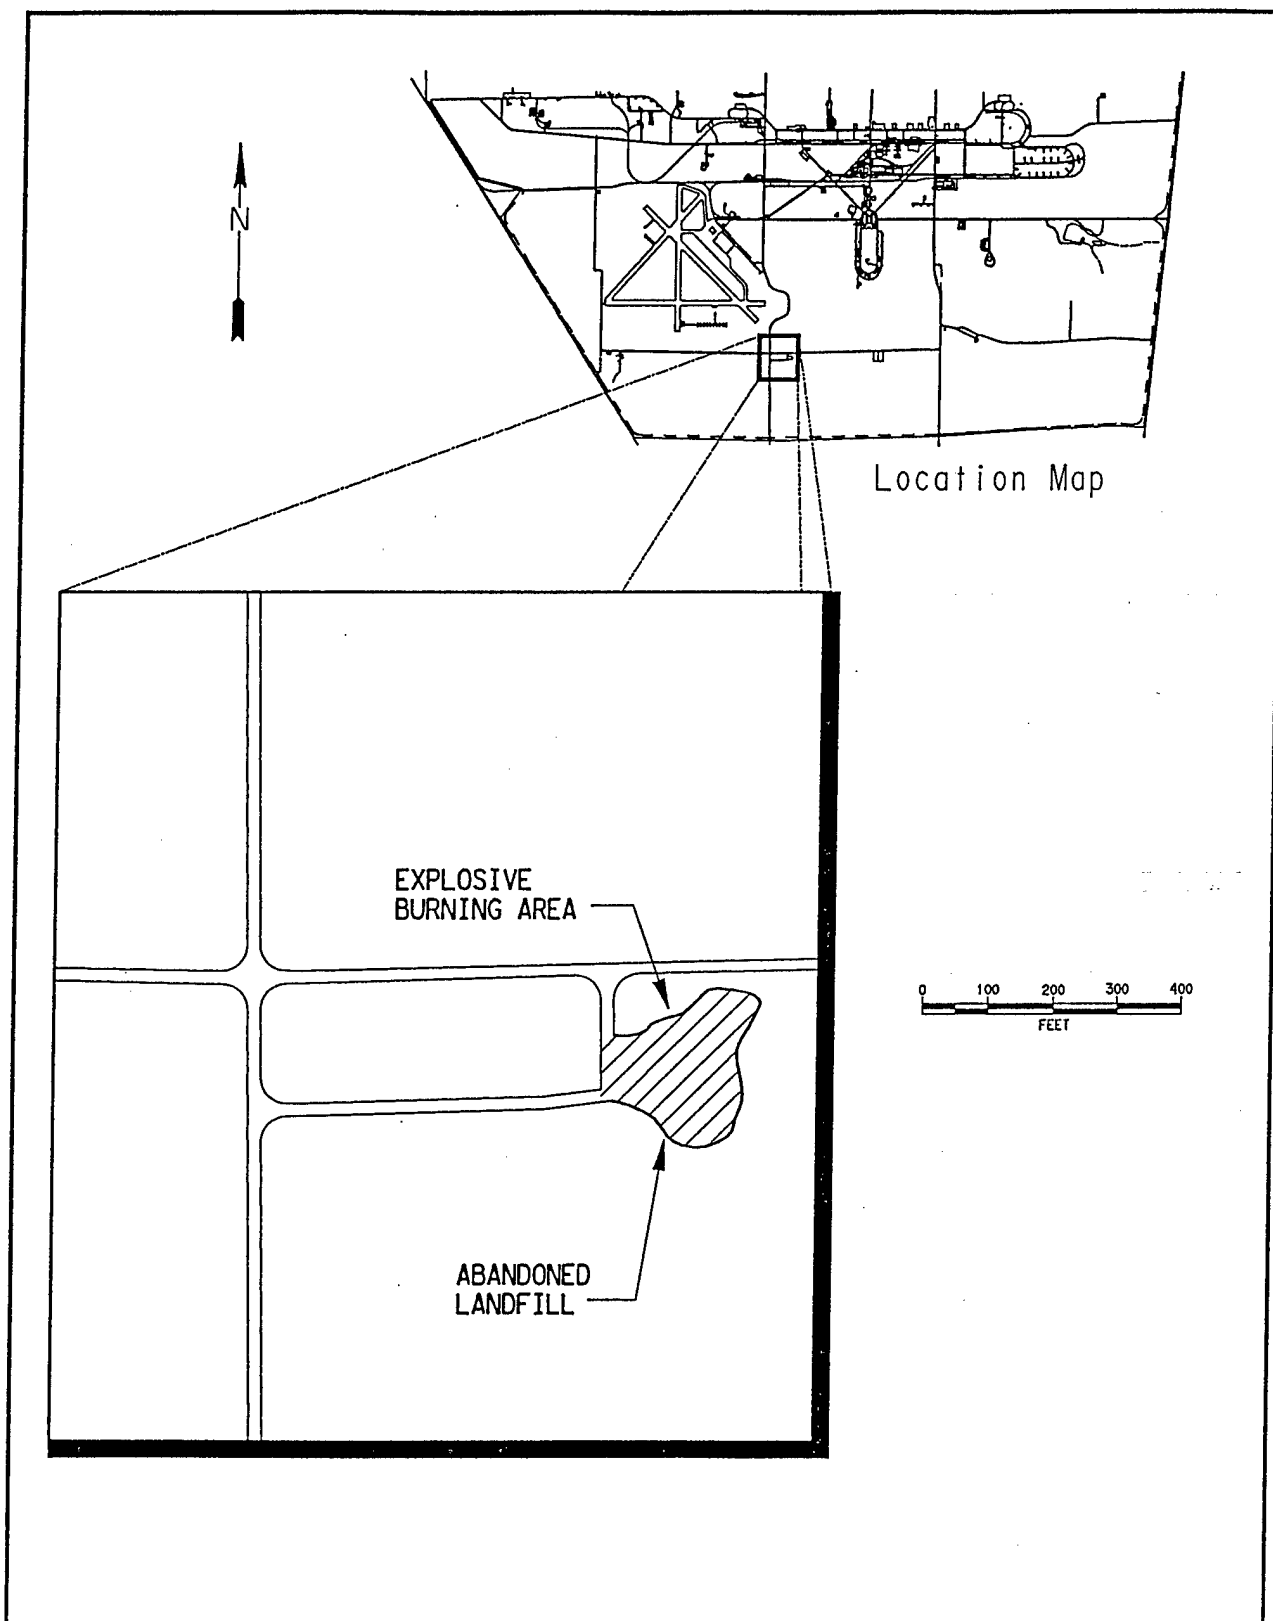 N
Location Map
EXPLOSIVE
BURNING AREA
0 100 200 300 400
FEET
ABANDONED
LANDFILL